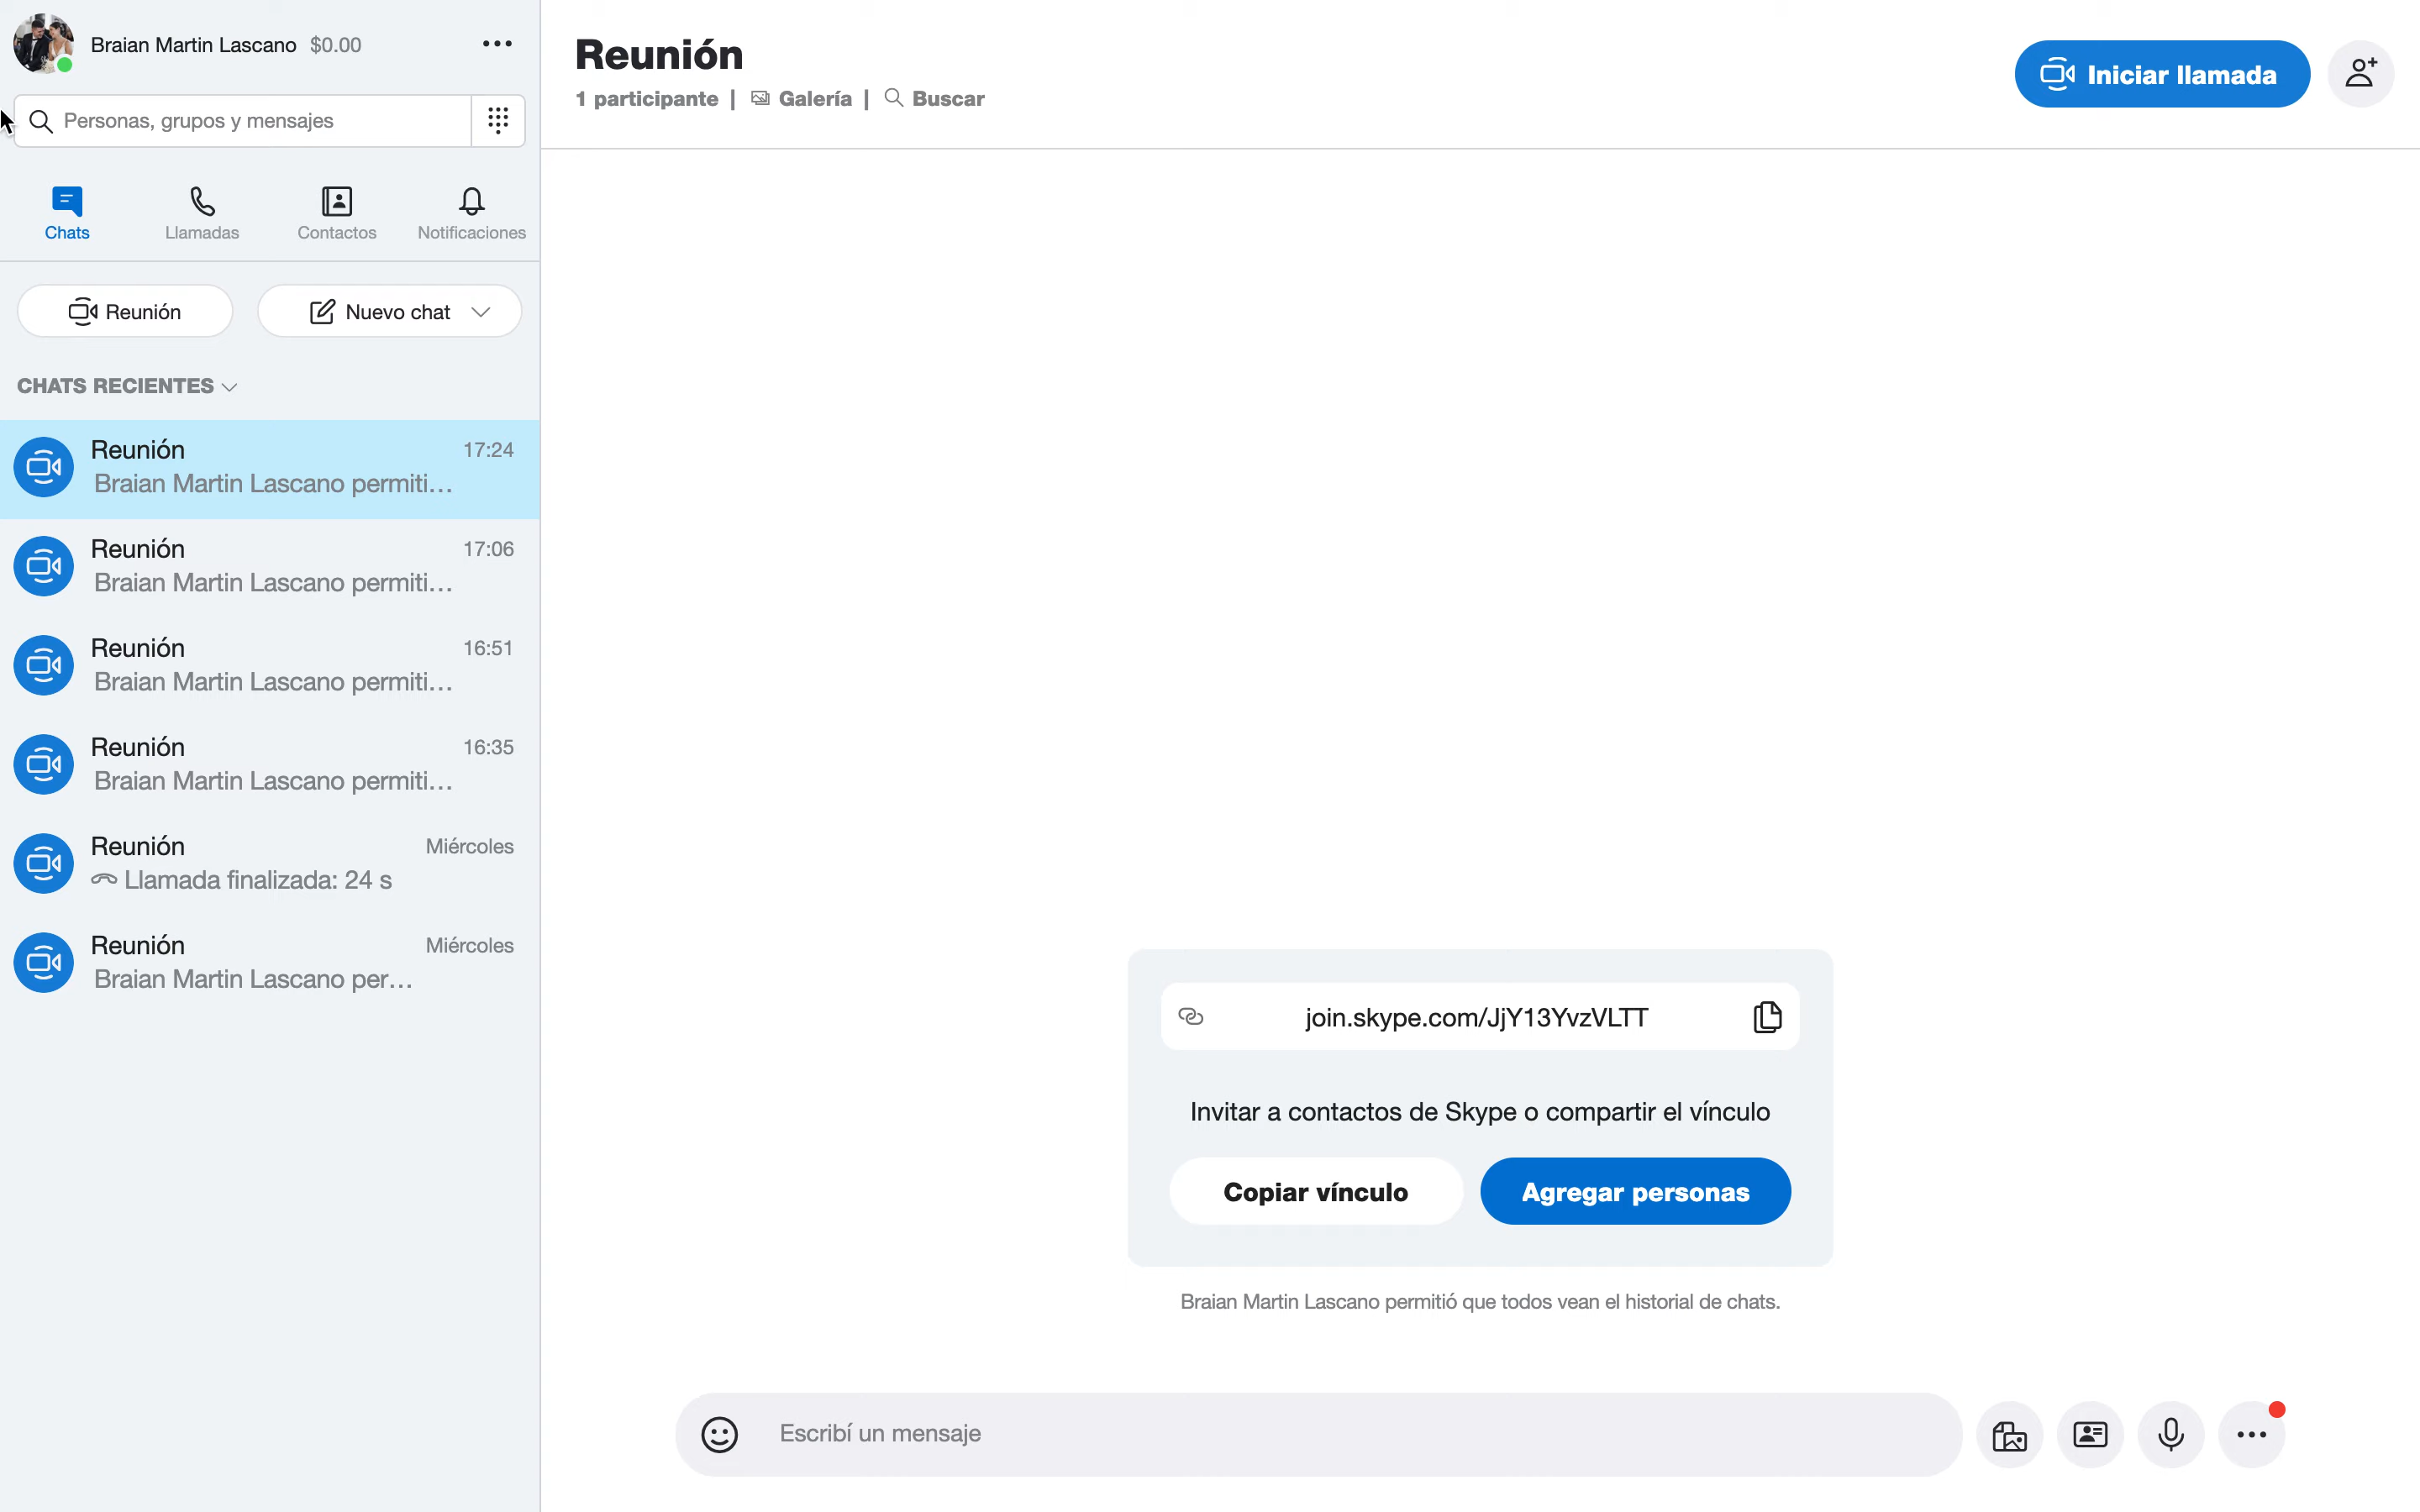 Braian Martin Lascano $0.00
Personas, grupos y mensajes
Chats Llamadas Contactos Notificaciones
Reunión Nuevo chat
CHATS RECIENTES
Reunión 17:24
Braian Martin Lascano permiti...
Reunión 17:06
Braian Martin Lascano permiti...
Reunión 16:51
Braian Martin Lascano permiti...
Reunión 16:35
Braian Martin Lascano permiti...
Reunión Miércoles
Llamada finalizada: 24 s
Reunión Miércoles
Braian Martin Lascano per...
Reunión
1 participante | Galería | Buscar
Iniciar llamada
join.skype.com/JjY13YvzVLTT
Invitar a contactos de Skype o compartir el vínculo
Copiar vínculo Agregar personas
Braian Martin Lascano permitió que todos vean el historial de chats.
Escribí un mensaje